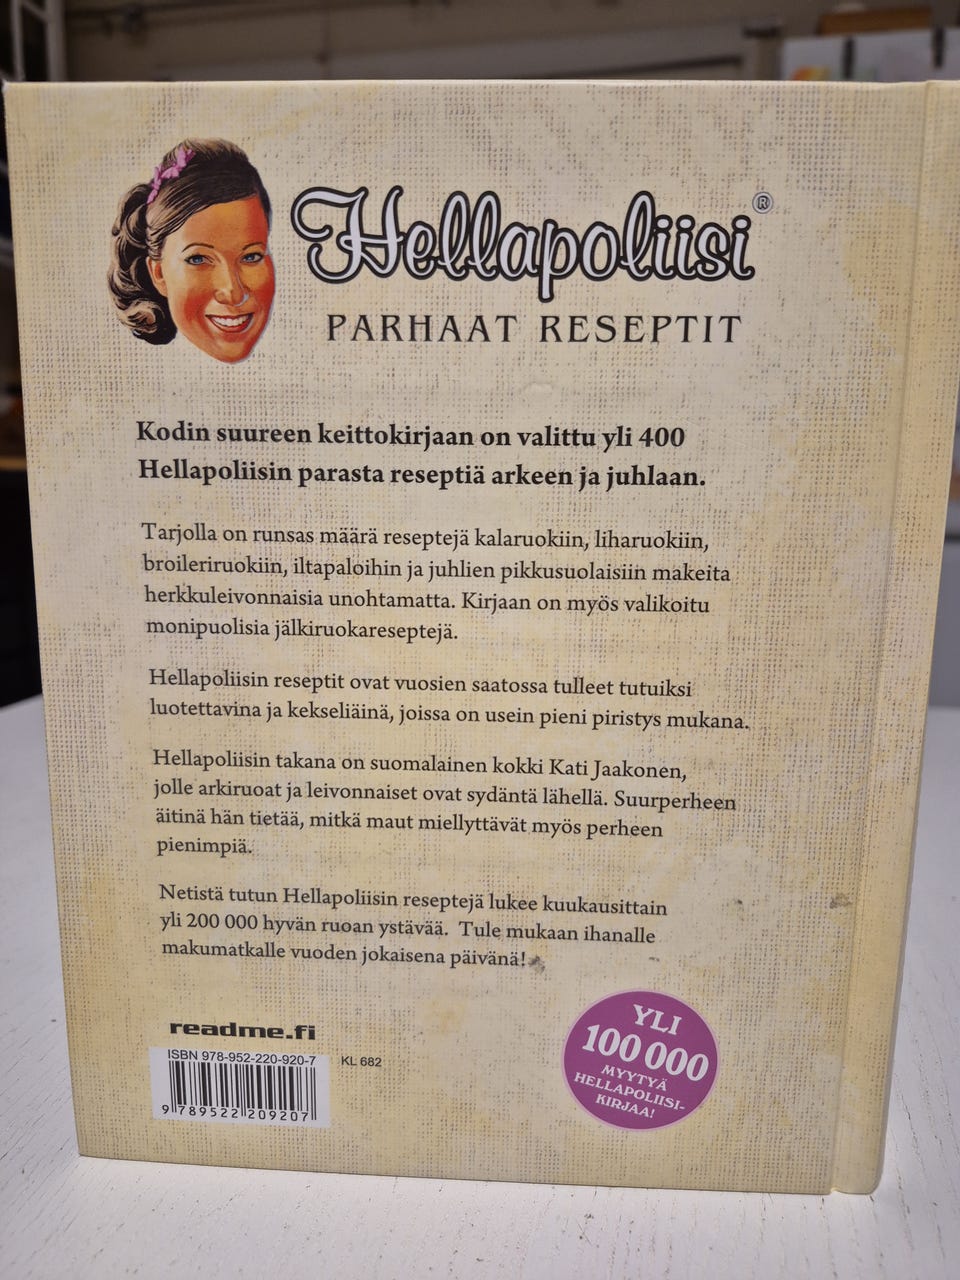 Hellapoliisi®
PARHAAT RESEPTIT
Kodin suureen keittokirjaan on valittu yli 400
Hellapoliisin parasta reseptiä arkeen ja juhlaan.
Tarjolla on runsas määrä reseptejä kalaruokiin, liharuokiin,
broileriruokiin, iltapaloihin ja juhlien pikkusuolaisiin makeita
herkkuleivonnaisia unohtamatta. Kirjaan on myös valikoitu
monipuolisia jälkiruokareseptejä.
Hellapoliisin reseptit ovat vuosien saatossa tulleet tutuiksi
luotettavina ja kekseliäinä, joissa on usein pieni piristys mukana.
Hellapoliisin takana on suomalainen kokki Kati Jaakonen,
jolle arkiruoat ja leivonnaiset ovat sydäntä lähellä. Suurperheen
äitinä hän tietää, mitkä maut miellyttävät myös perheen
pienimpiä.
Netistä tutun Hellapoliisin reseptejä lukee kuukausittain
yli 200 000 hyvän ruoan ystävää. Tule mukaan ihanalle
makumatkalle vuoden jokaisena päivänä!
readme.fi
ISBN 978-952-220-920-7
KL 682
9 789522 209207
YLI
100 000
MYYTYÄ
HELLAPOLIISI-
KIRJAA!